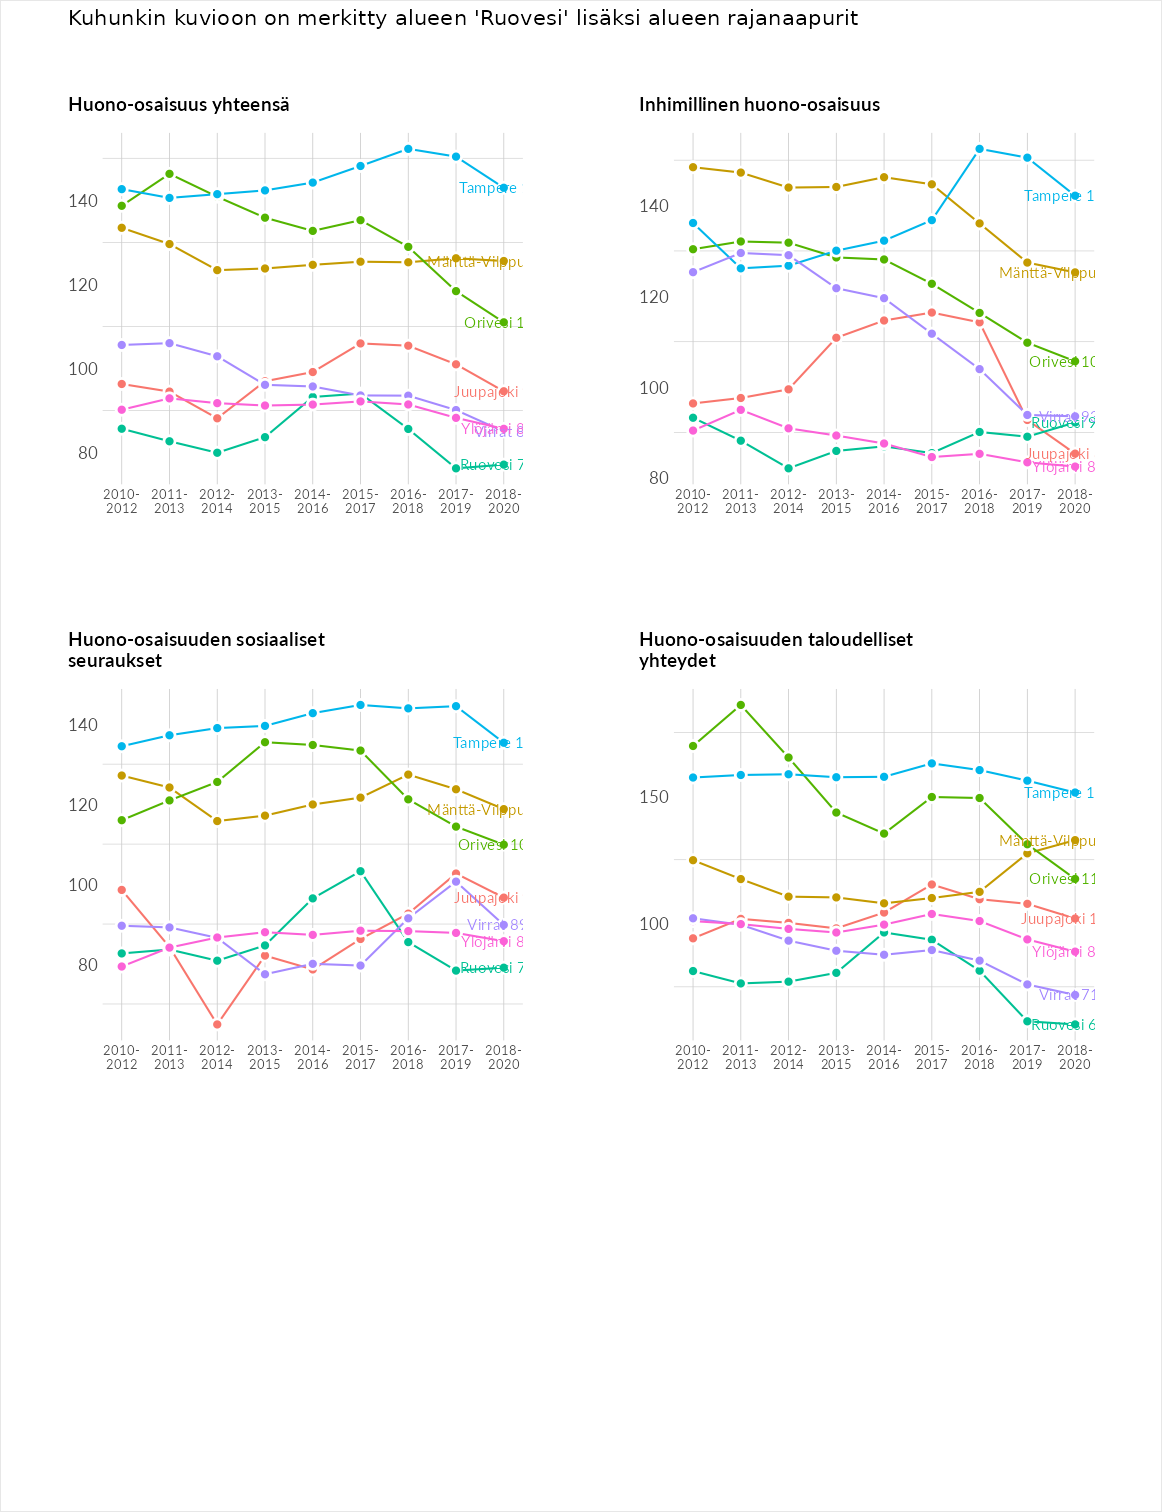 Kuhunkin kuvioon on merkitty alueen 'Ruovesi' lisäksi alueen rajanaapurit
Huono-osaisuus yhteensä
140
120
100
80
Tampere
Mänttä-Vilppu
Orivesi 1
Juupajoki
Ylöjärvi 8
Virrat 8
Ruovesi 7
2010-2012
2011-2013
2012-2014
2013-2015
2014-2016
2015-2017
2016-2018
2017-2019
2018-2020
Inhimillinen huono-osaisuus
140
120
100
80
Tampere 1
Mänttä-Vilppu
Orivesi 10
Virrat 93
Ruovesi 9
Juupajoki
Ylöjärvi 8
2010-2012
2011-2013
2012-2014
2013-2015
2014-2016
2015-2017
2016-2018
2017-2019
2018-2020
Huono-osaisuuden sosiaaliset
seuraukset
140
120
100
80
Tampere 1
Mänttä-Vilppu
Orivesi 10
Juupajoki
Virrat 89
Ylöjärvi 8
Ruovesi 7
2010-2012
2011-2013
2012-2014
2013-2015
2014-2016
2015-2017
2016-2018
2017-2019
2018-2020
Huono-osaisuuden taloudelliset
yhteydet
150
100
Tampere 1
Mänttä-Vilppu
Orivesi 11
Juupajoki 1
Ylöjärvi 8
Virrat 71
Ruovesi 6
2010-2012
2011-2013
2012-2014
2013-2015
2014-2016
2015-2017
2016-2018
2017-2019
2018-2020